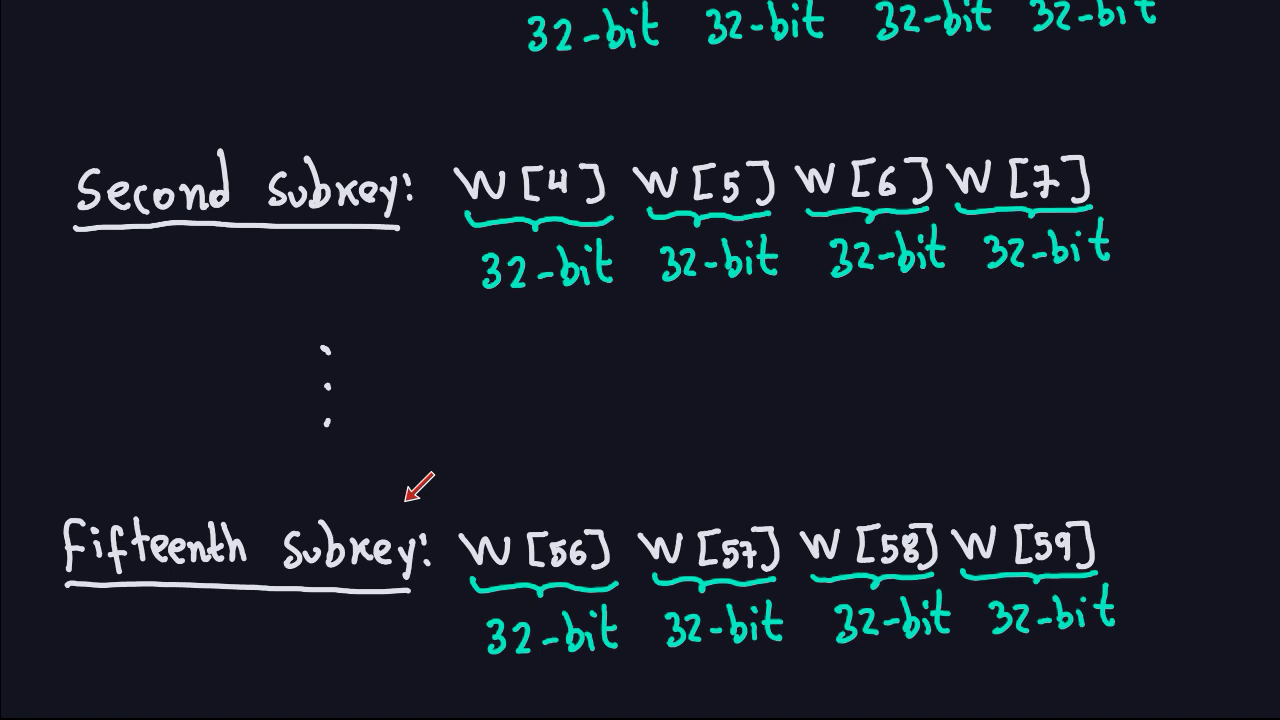 32-bit 32-bit 32-bit 32-bit
Second Subkey: W[4] W[5] W[6] W[7]
32-bit 32-bit 32-bit 32-bit
Fifteenth Subkey: W[56] W[57] W[58] W[59]
32-bit 32-bit 32-bit 32-bit